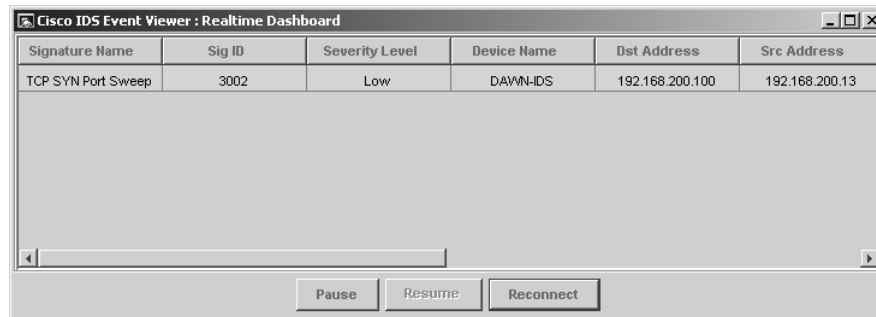 Cisco IDS Event Viewer : Realtime Dashboard
Signature Name Sig ID Severity Level Device Name Dst Address Src Address
TCP SYN Port Sweep 3002 Low DAWN-IDS 192.168.200.100 192.168.200.13
Pause Resume Reconnect